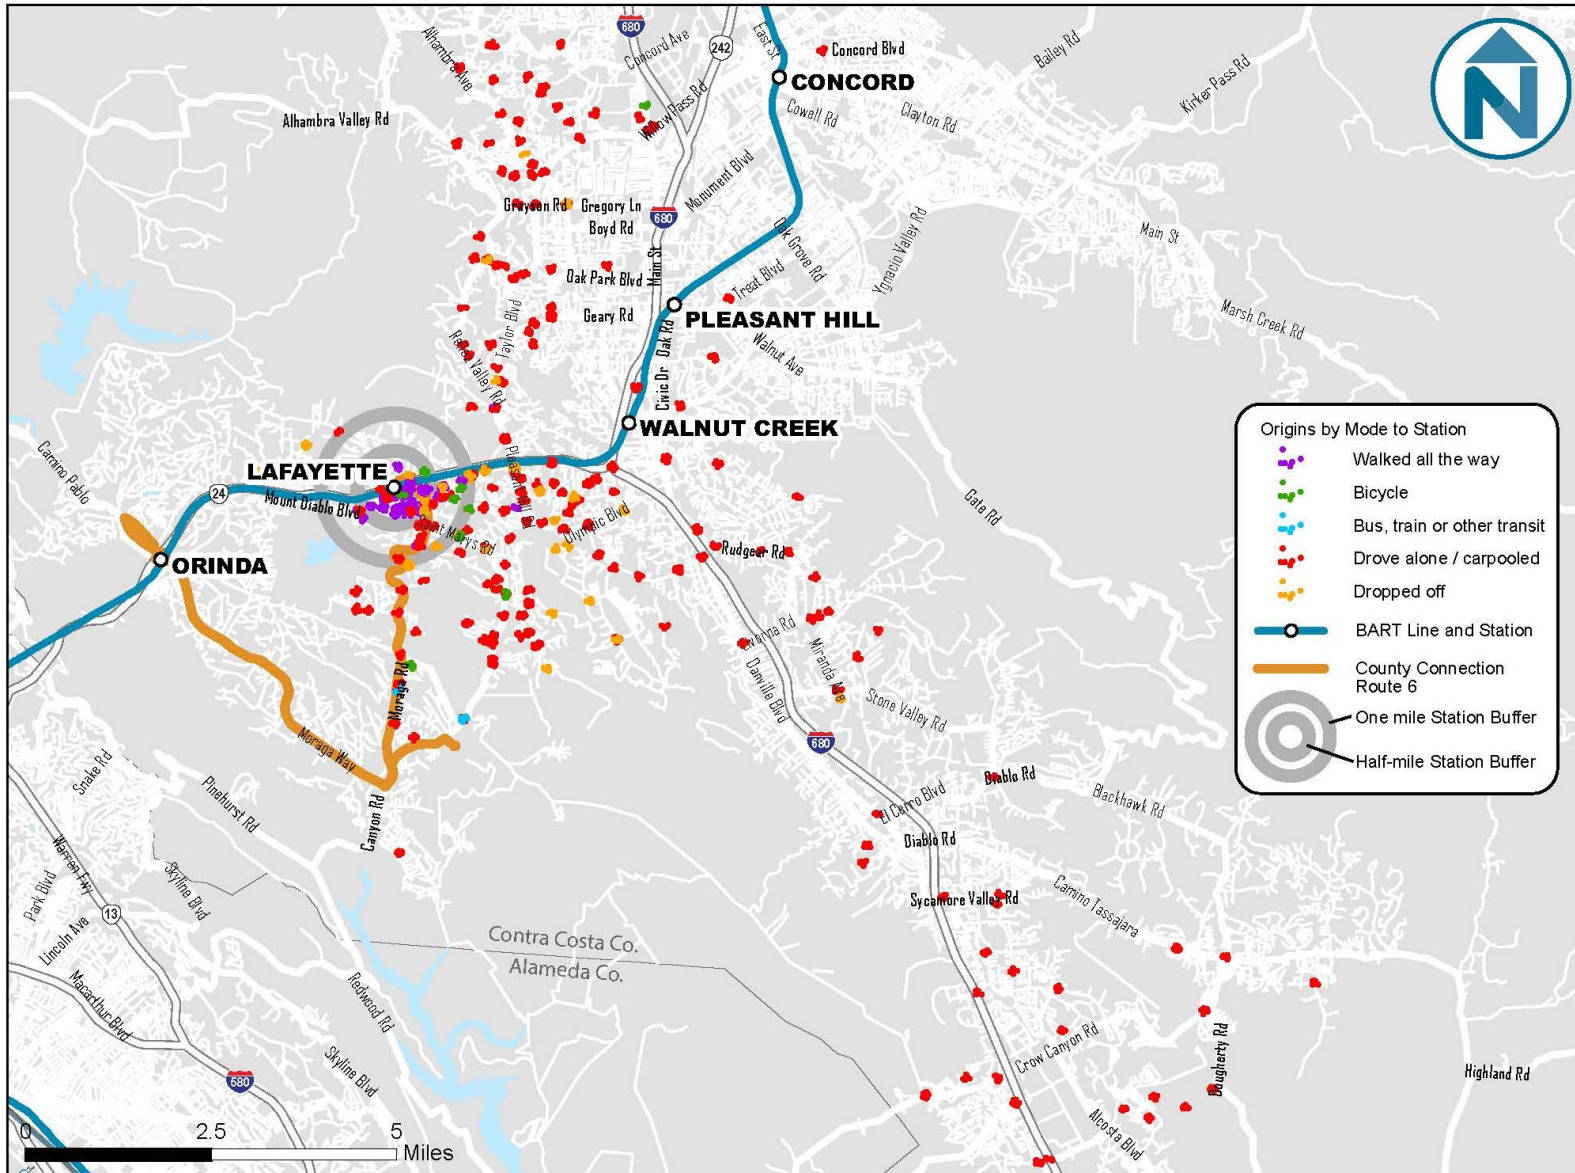 680
242
Concord Ave
East St
Concord Blvd
Bailey Rd
Kirker Pass Rd
N
Alhambra Ave
CONCORD
Willow Pass Rd
Cowell Rd
Clayton Rd
Alhambra Valley Rd
Monument Blvd
Grayson Rd
Gregory Ln
Boyd Rd
680
Main St
Oak Grove Rd
Ygnacio Valley Rd
Main St
Oak Park Blvd
Treat Blvd
Taylor Blvd
Geary Rd
PLEASANT HILL
Marsh Creek Rd
Reliez Valley Rd
Oak Rd
Walnut Ave
Civic Dr
WALNUT CREEK
Camino Pablo
LAFAYETTE
24
Mount Diablo Blvd
Pleasant Hill Rd
Saint Marys Rd
Olympic Blvd
Gate Rd
Rudgear Rd
ORINDA
Livorna Rd
Miranda Ave
Danville Blvd
Stone Valley Rd
Moraga Rd
Moraga Way
680
Snake Rd
Pinehurst Rd
Canyon Rd
El Cerro Blvd
Diablo Rd
Blackhawk Rd
Diablo Rd
Warren Fwy
Park Blvd
Skyline Blvd
Lincoln Ave
13
Sycamore Valley Rd
Camino Tassajara
Contra Costa Co.
Alameda Co.
Macarthur Blvd
Redwood Rd
Skyline Blvd
580
Crow Canyon Rd
Daugherty Rd
Highland Rd
Alcosta Blvd
0 2.5 5
Miles
Origins by Mode to Station
Walked all the way
Bicycle
Bus, train or other transit
Drove alone / carpooled
Dropped off
BART Line and Station
County Connection
Route 6
One mile Station Buffer
Half-mile Station Buffer